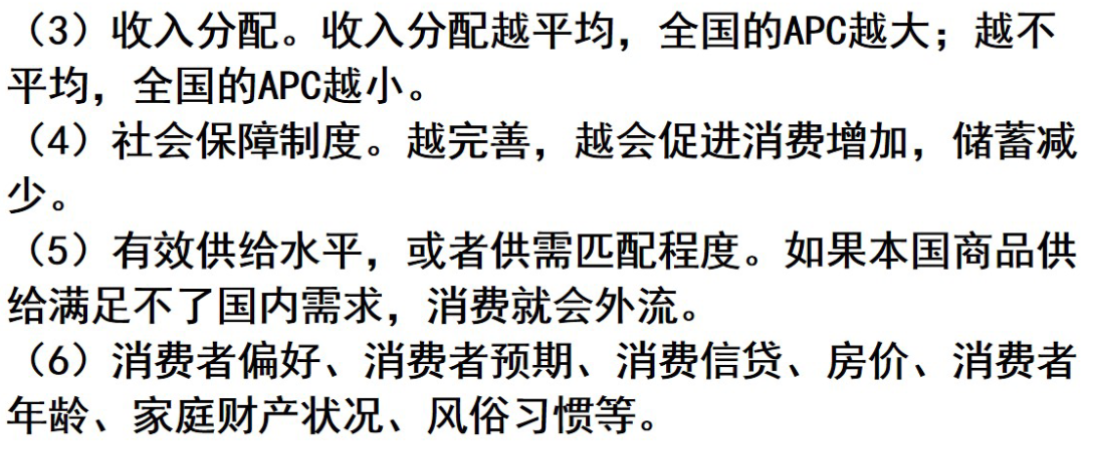 （3）收入分配。收入分配越平均，全国的APC越大；越不
平均，全国的APC越小。
（4）社会保障制度。越完善，越会促进消费增加，储蓄减
少。
（5）有效供给水平，或者供需匹配程度。如果本国商品供
给满足不了国内需求，消费就会外流。
（6）消费者偏好、消费者预期、消费信贷、房价、消费者
年龄、家庭财产状况、风俗习惯等。